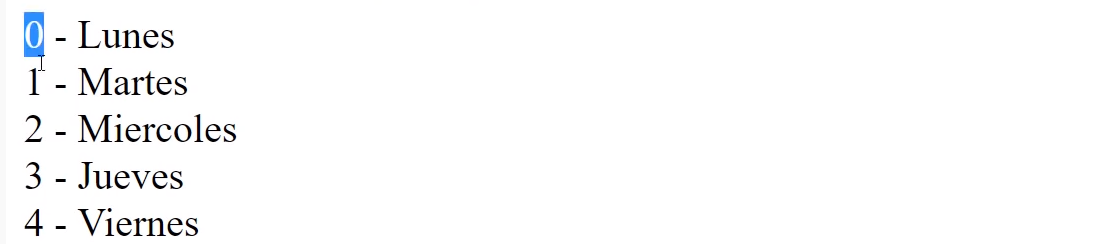 0 - Lunes
1 - Martes
2 - Miercoles
3 - Jueves
4 - Viernes